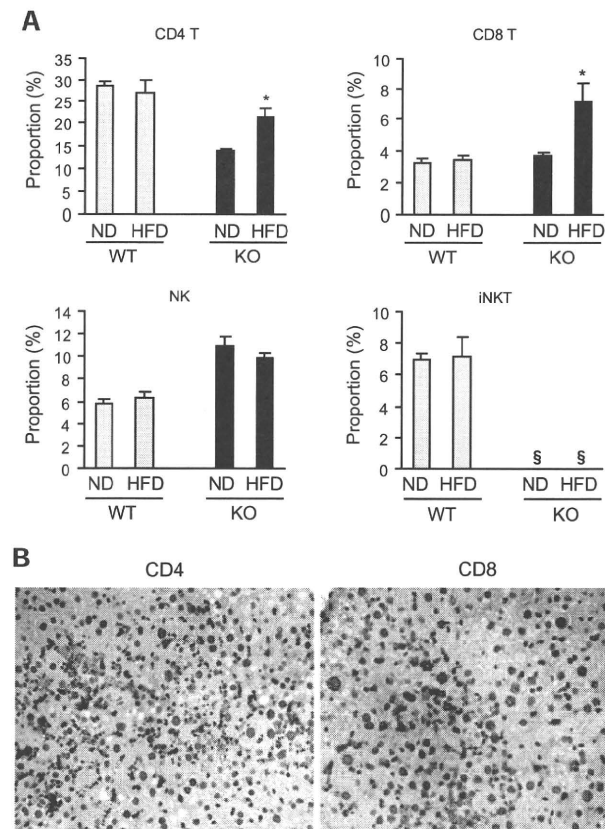 A
CD4 T
Proportion (%)
35
30
25
20
15
10
5
0
*
ND HFD ND HFD
WT KO
CD8 T
Proportion (%)
10
8
6
4
2
0
*
ND HFD ND HFD
WT KO
NK
Proportion (%)
14
12
10
8
6
4
2
0
ND HFD ND HFD
WT KO
iNKT
Proportion (%)
10
8
6
4
2
0
§ §
ND HFD ND HFD
WT KO
B
CD4 CD8